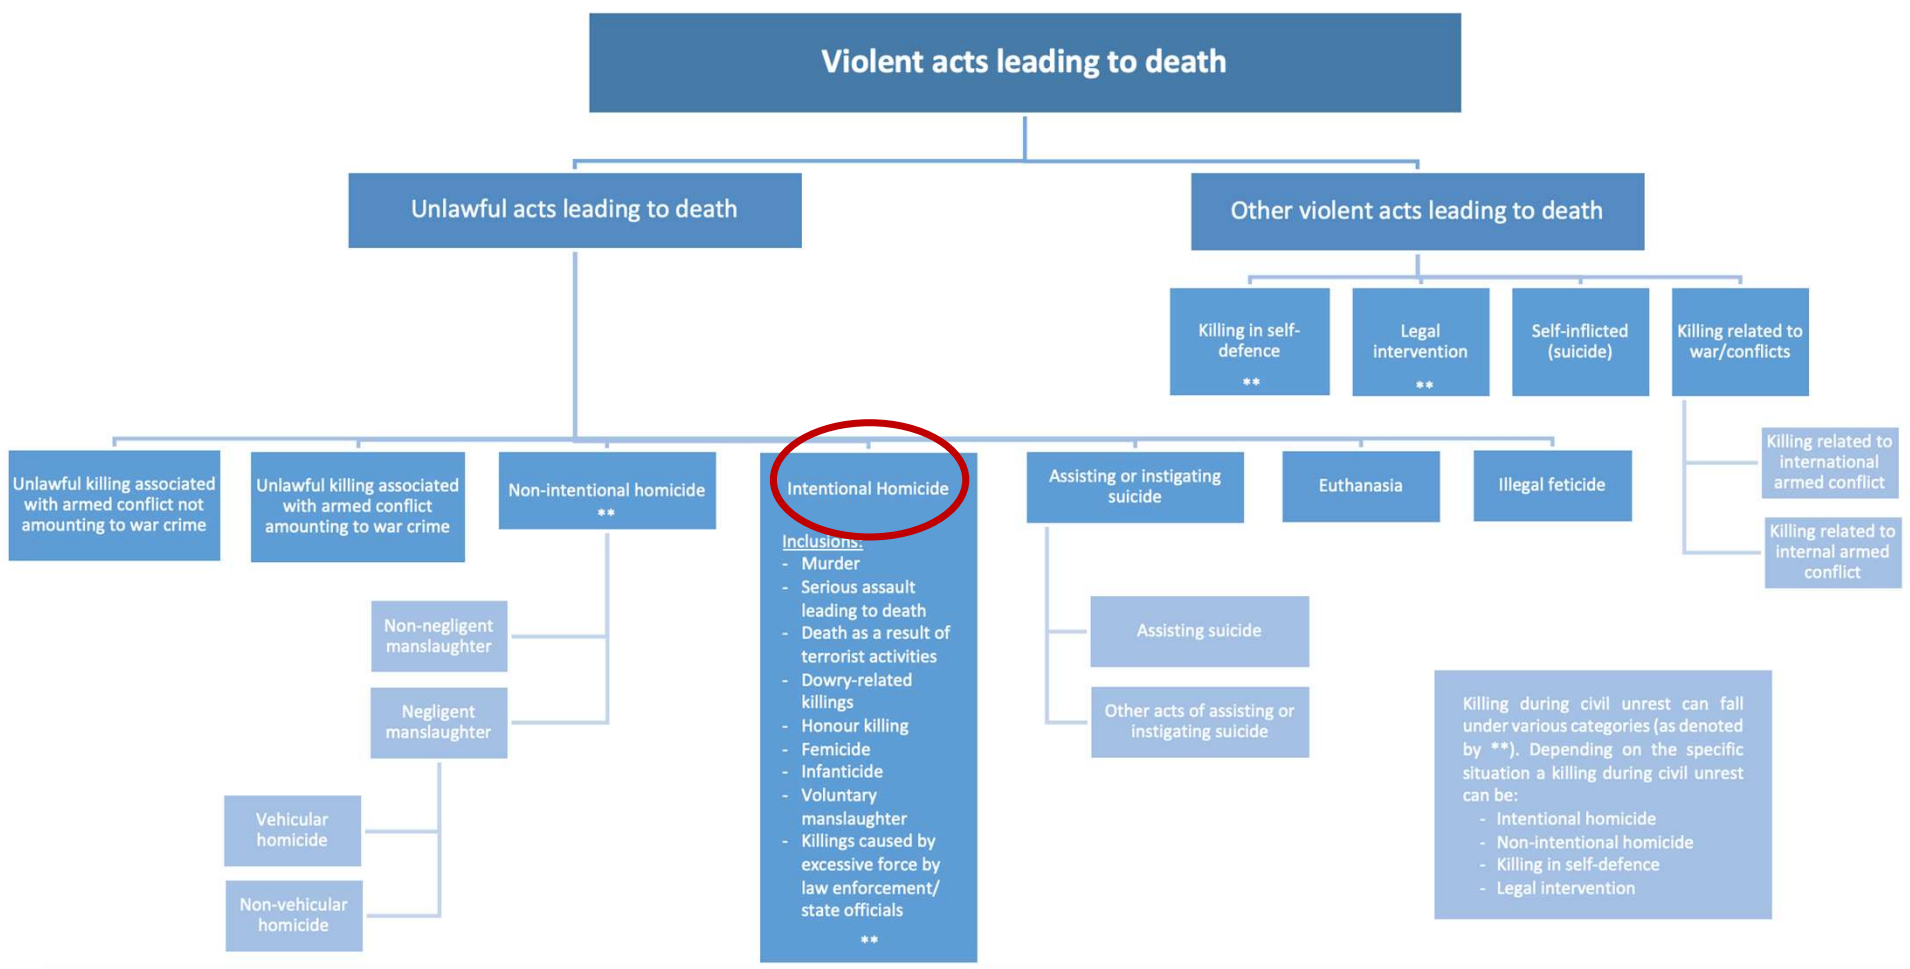 Violent acts leading to death
Unlawful acts leading to death
Other violent acts leading to death
Killing in self-
defence
**
Legal
intervention
**
Self-inflicted
(suicide)
Killing related to
war/conflicts
Killing related to
international
armed conflict
Killing related to
internal armed
conflict
Unlawful killing associated
with armed conflict not
amounting to war crime
Unlawful killing associated
with armed conflict
amounting to war crime
Non-intentional homicide
**
Intentional Homicide
Inclusions:
- Murder
- Serious assault
leading to death
- Death as a result of
terrorist activities
- Dowry-related
killings
- Honour killing
- Femicide
- Infanticide
- Voluntary
manslaughter
- Killings caused by
excessive force by
law enforcement/
state officials
**
Assisting or instigating
suicide
Euthanasia
Illegal feticide
Non-negligent
manslaughter
Negligent
manslaughter
Vehicular
homicide
Non-vehicular
homicide
Assisting suicide
Other acts of assisting or
instigating suicide
Killing during civil unrest can fall
under various categories (as denoted
by **). Depending on the specific
situation a killing during civil unrest
can be:
- Intentional homicide
- Non-intentional homicide
- Killing in self-defence
- Legal intervention